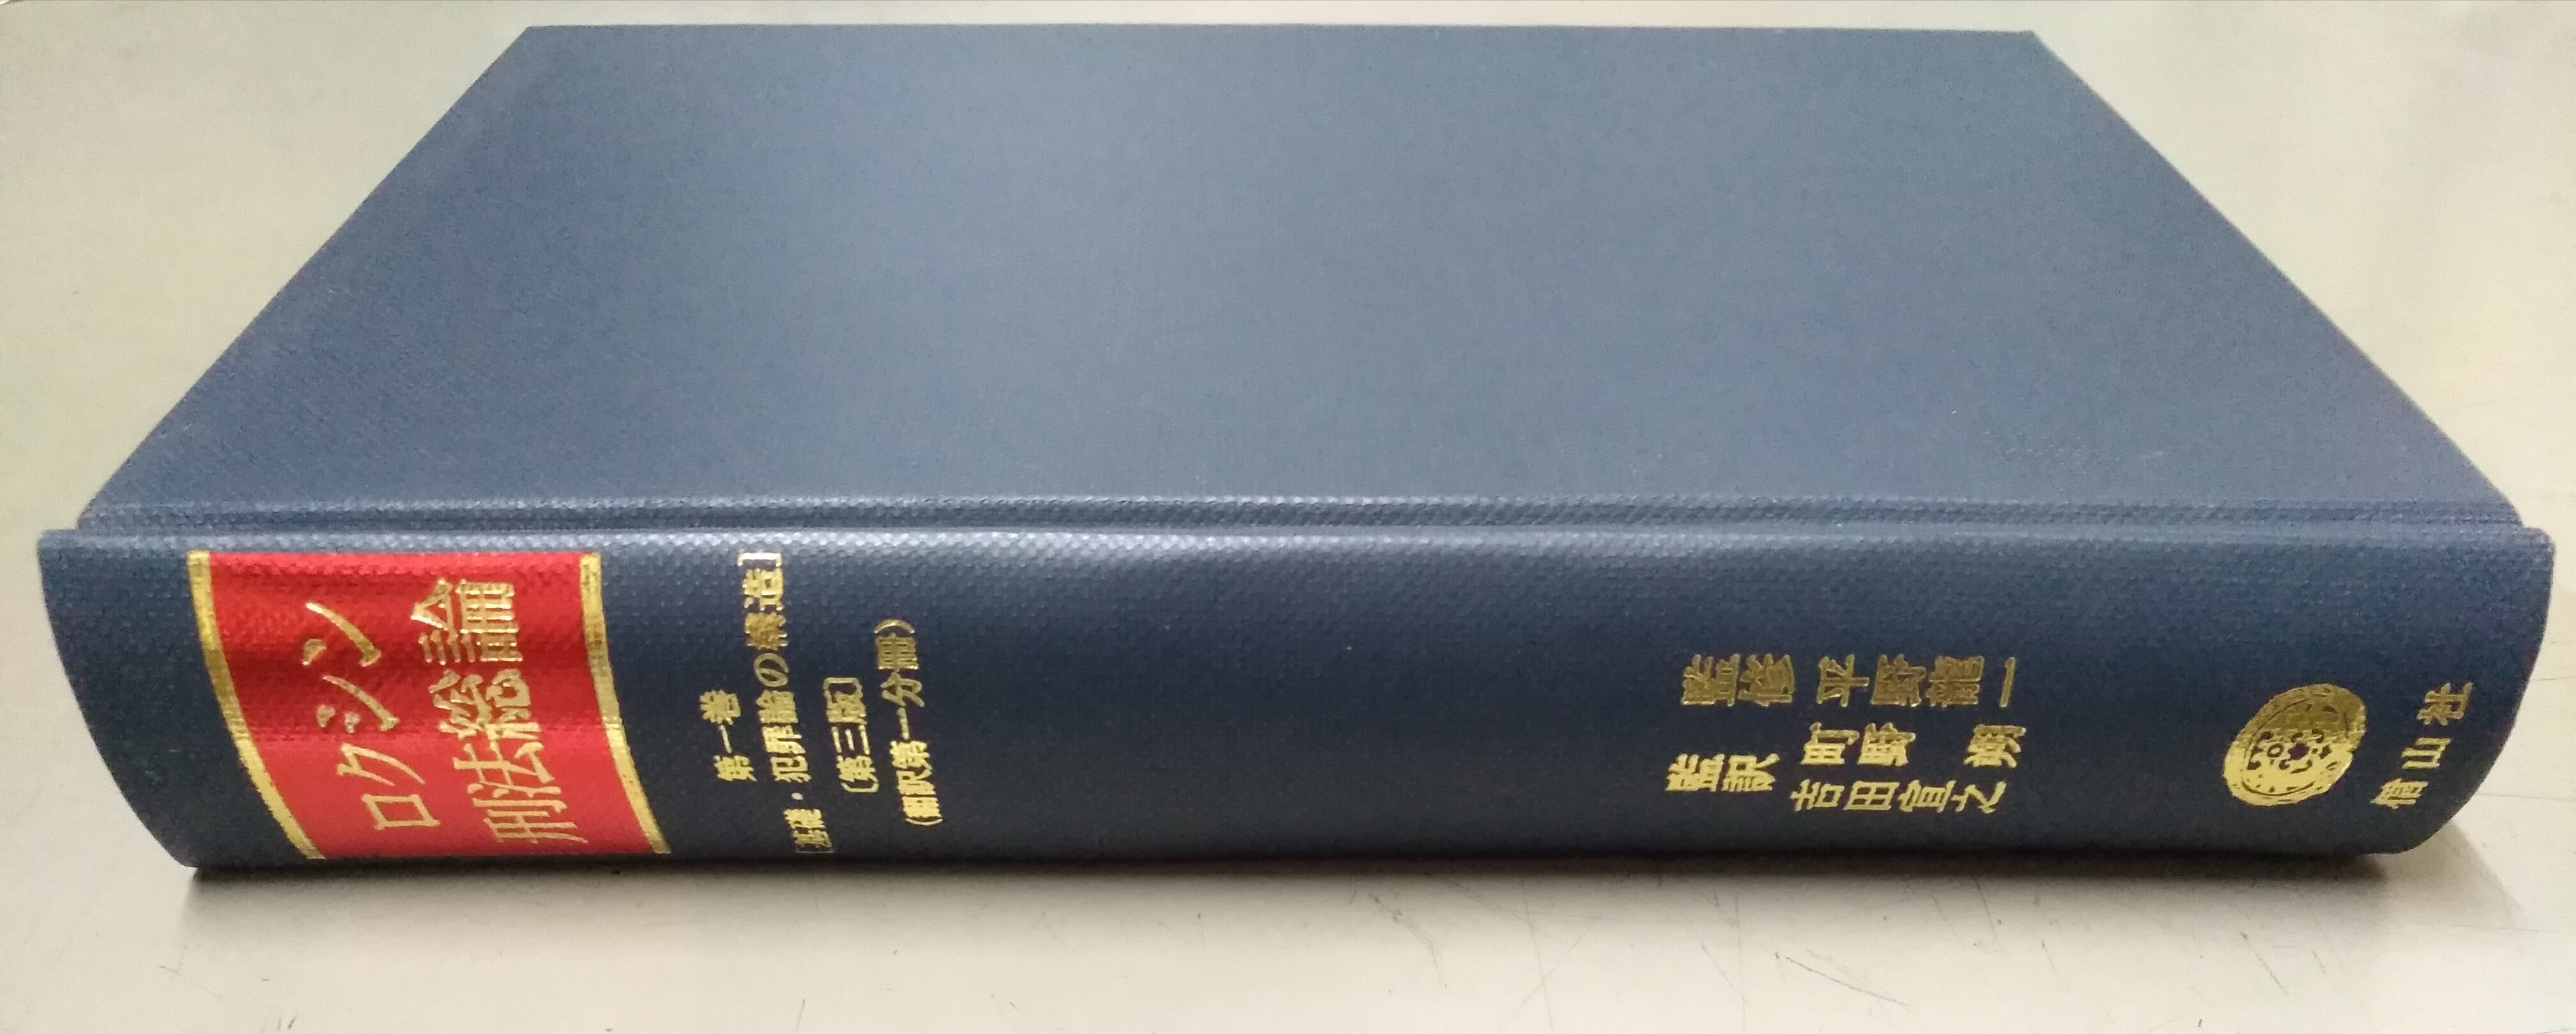 ロクシン
刑法総論
第一巻
[基礎・犯罪論の構造]
[第三版]
(翻訳第一分冊)
監修 平野龍一
監訳 町野 朔
吉田宣之
信山社